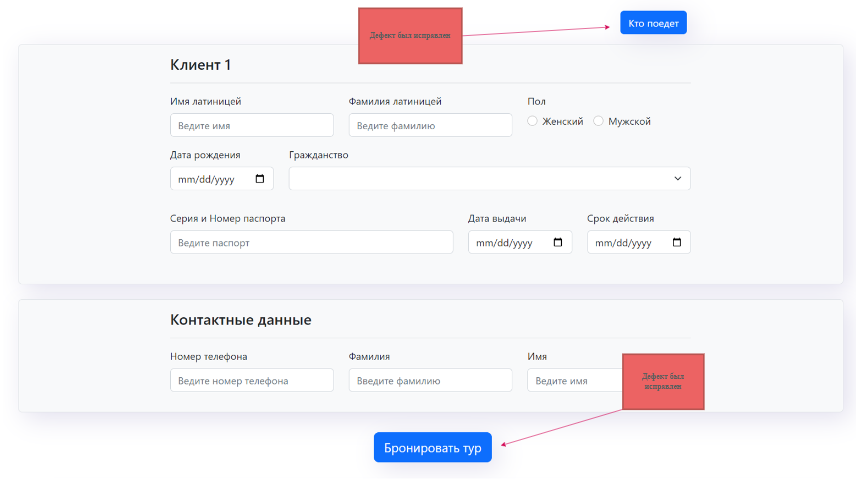 Дефект был исправлен
Кто поедет
Клиент 1
Имя латиницей Фамилия латиницей Пол
Ведите имя Ведите фамилию Женский Мужской
Дата рождения Гражданство
mm/dd/yyyy
Серия и Номер паспорта Дата выдачи Срок действия
Ведите паспорт mm/dd/yyyy mm/dd/yyyy
Контактные данные
Номер телефона Фамилия Имя
Ведите номер телефона Введите фамилию Ведите имя
Дефект был
исправлен
Бронировать тур